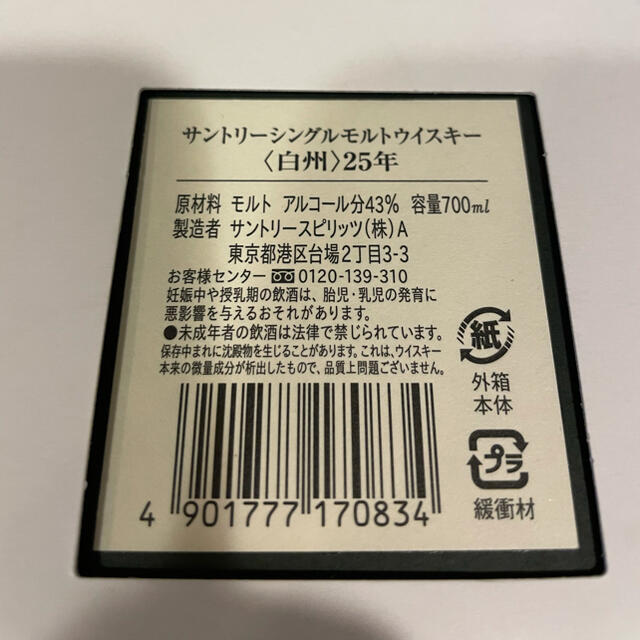 サントリーシングルモルトウイスキー
〈白州〉25年
原材料 モルト アルコール分43% 容量700ml
製造者 サントリースピリッツ(株)A
東京都港区台場2丁目3-3
お客様センター 0120-139-310
妊娠中や授乳期の飲酒は、胎児・乳児の発育に
悪影響を与えるおそれがあります。
●未成年者の飲酒は法律で禁じられています。
保存中まれに沈殿物を生じることがあります。これは、ウイスキー
本来の微量成分が析出したもので、品質上問題ございません。
紙
外箱
本体
プラ
緩衝材
4 901777 170834